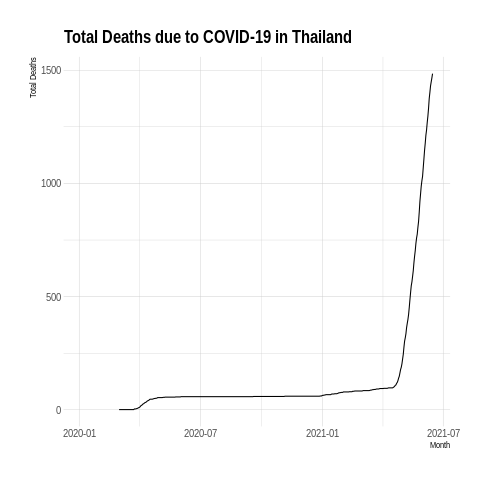 Total Deaths due to COVID-19 in Thailand
Total Deaths
1500
1000
500
0
2020-01
2020-07
2021-01
2021-07
Month